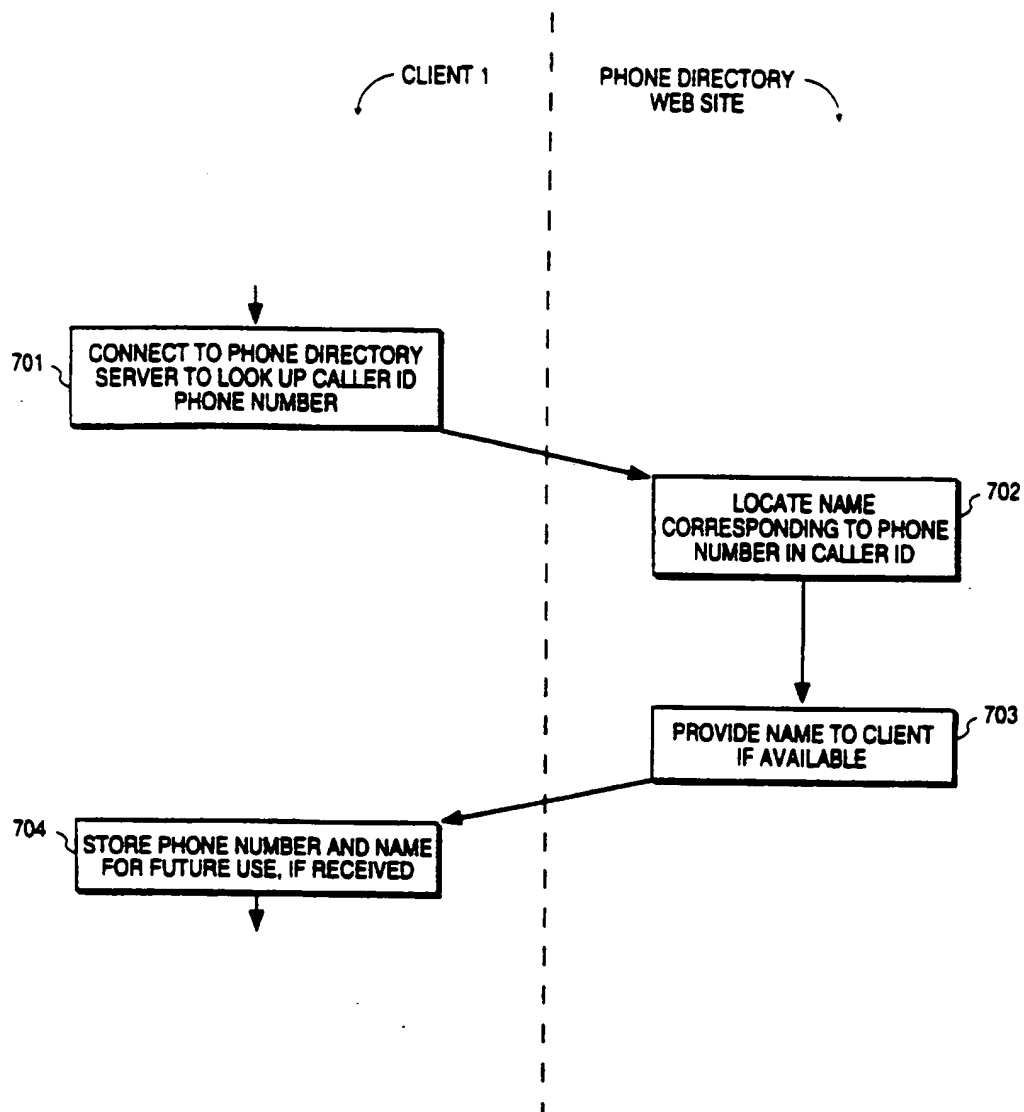 CLIENT 1
PHONE DIRECTORY
WEB SITE
701
CONNECT TO PHONE DIRECTORY
SERVER TO LOOK UP CALLER ID
PHONE NUMBER
702
LOCATE NAME
CORRESPONDING TO PHONE
NUMBER IN CALLER ID
703
PROVIDE NAME TO CLIENT
IF AVAILABLE
704
STORE PHONE NUMBER AND NAME
FOR FUTURE USE, IF RECEIVED